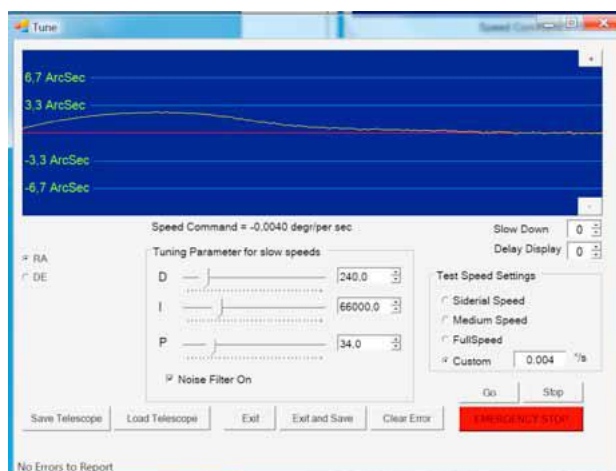 Tune
Speed Com
+
6,7 ArcSec
3,3 ArcSec
-3,3 ArcSec
-6,7 ArcSec
-
Speed Command = -0,0040 degr/per sec
Slow Down 0
Delay Display 0
RA
DE
Tuning Parameter for slow speeds
D 240,0
I 66000,0
P 34,0
Noise Filter On
Test Speed Settings
Siderial Speed
Medium Speed
FullSpeed
Custom 0.004 °/s
Go Stop
Save Telescope Load Telescope Exit Exit and Save Clear Error EMERGENCY STOP
No Errors to Report